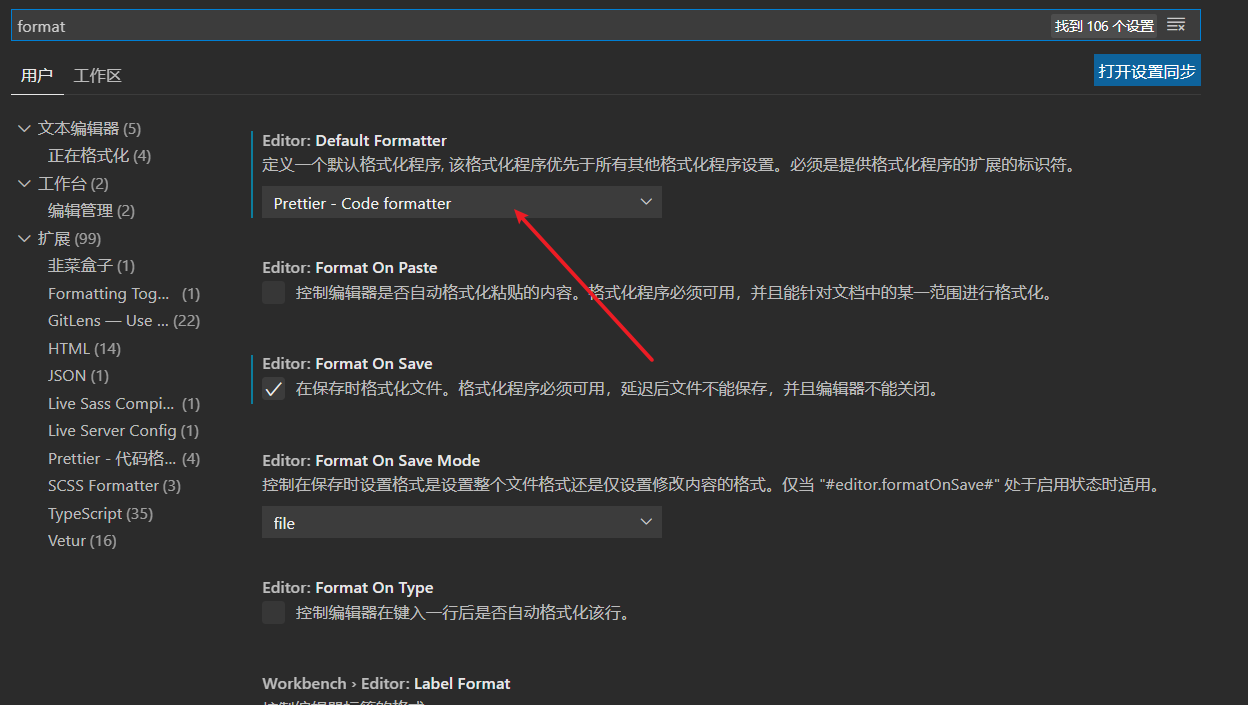 format
找到 106 个设置
用户 工作区
打开设置同步
文本编辑器 (5)
正在格式化 (4)
工作台 (2)
编辑管理 (2)
扩展 (99)
韭菜盒子 (1)
Formatting Tog... (1)
GitLens — Use ... (22)
HTML (14)
JSON (1)
Live Sass Compi... (1)
Live Server Config (1)
Prettier - 代码格... (4)
SCSS Formatter (3)
TypeScript (35)
Vetur (16)
Editor: Default Formatter
定义一个默认格式化程序, 该格式化程序优先于所有其他格式化程序设置。必须是提供格式化程序的扩展的标识符。
Prettier - Code formatter
Editor: Format On Paste
控制编辑器是否自动格式化粘贴的内容。格式化程序必须可用，并且能针对文档中的某一范围进行格式化。
Editor: Format On Save
在保存时格式化文件。格式化程序必须可用，延迟后文件不能保存，并且编辑器不能关闭。
Editor: Format On Save Mode
控制在保存时设置格式是设置整个文件格式还是仅设置修改内容的格式。仅当 "#editor.formatOnSave#" 处于启用状态时适用。
file
Editor: Format On Type
控制编辑器在键入一行后是否自动格式化该行。
Workbench › Editor: Label Format
控制编辑器标签的格式。